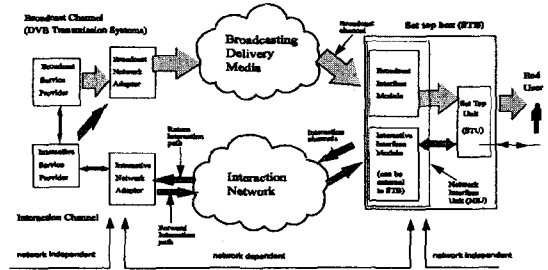 Broadcast Channel
(DVB Transmission Systems)
Broadcast
Service
Provider
Broadcast
Network
Adapter
Broadcasting
Delivery
Media
Broadcast
channel
Set top box (STB)
Broadcast
Interface
Module
Set Top
Unit
(STU)
End
User
Interactive
Service
Provider
Interactive
Network
Adapter
Return
Interaction
path
Forward
Interaction
path
Interaction
Network
Interaction
channels
Interactive
Interface
Module
(can be
external
to STB)
Network
Interface
Unit (NIU)
Interaction Channel
network independent
network dependent
network independent